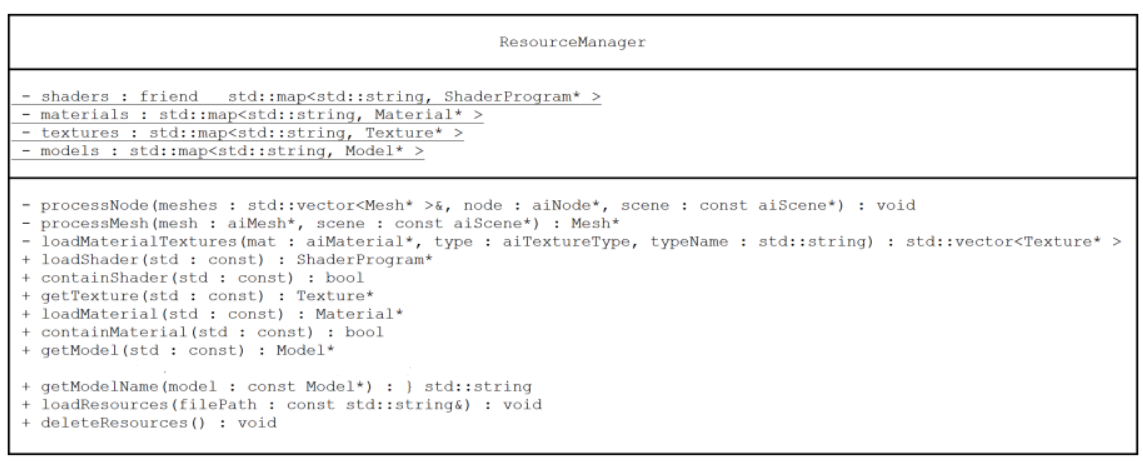 ResourceManager
- shaders : friend   std::map<std::string, ShaderProgram* >
- materials : std::map<std::string, Material* >
- textures : std::map<std::string, Texture* >
- models : std::map<std::string, Model* >
- processNode(meshes : std::vector<Mesh* >&, node : aiNode*, scene : const aiScene*) : void
- processMesh(mesh : aiMesh*, scene : const aiScene*) : Mesh*
- loadMaterialTextures(mat : aiMaterial*, type : aiTextureType, typeName : std::string) : std::vector<Texture* >
+ loadShader(std : const) : ShaderProgram*
+ containShader(std : const) : bool
+ getTexture(std : const) : Texture*
+ loadMaterial(std : const) : Material*
+ containMaterial(std : const) : bool
+ getModel(std : const) : Model*
+ getModelName(model : const Model*) : } std::string
+ loadResources(filePath : const std::string&) : void
+ deleteResources() : void